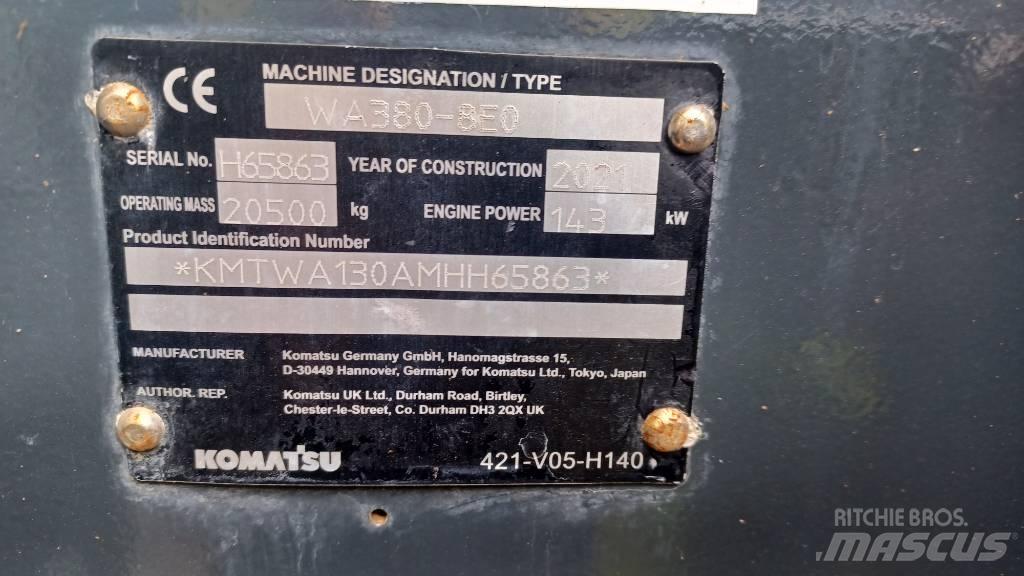 CE
MACHINE DESIGNATION / TYPE
WA380-8E0
SERIAL No. H65863 YEAR OF CONSTRUCTION 2021
OPERATING MASS 20500 kg ENGINE POWER 143 kW
Product Identification Number
*KMTWA130AMHH65863*
MANUFACTURER Komatsu Germany GmbH, Hanomagstrasse 15,
D-30449 Hannover, Germany for Komatsu Ltd., Tokyo, Japan
AUTHOR. REP. Komatsu UK Ltd., Durham Road, Birtley,
Chester-le-Street, Co. Durham DH3 2QX UK
KOMATSU 421-V05-H140
RITCHIE BROS.
MASCUS